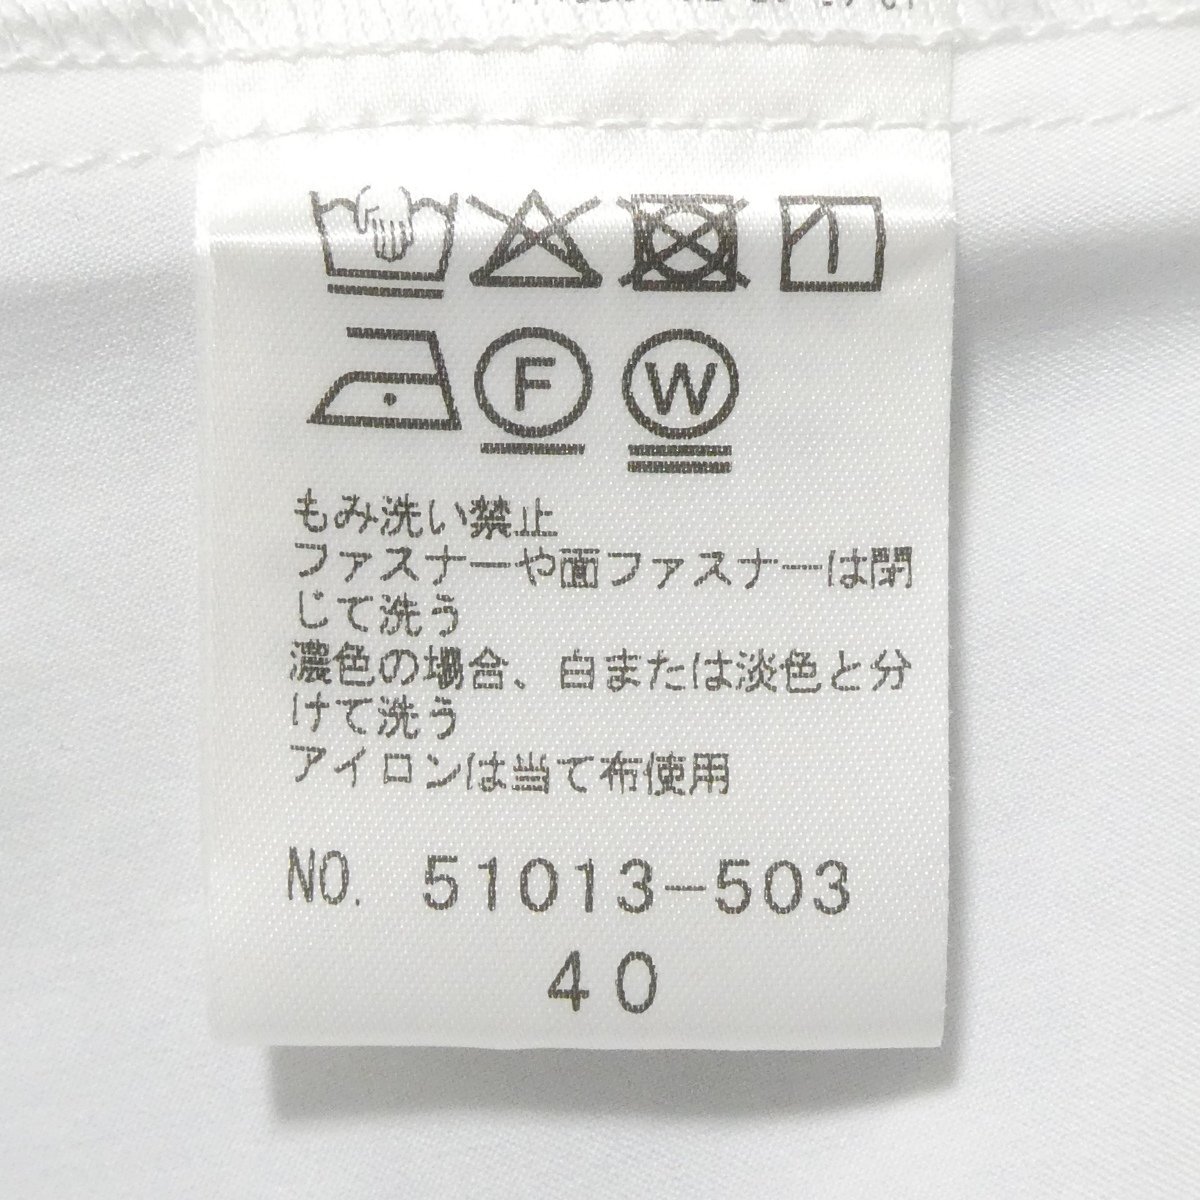 F W
もみ洗い禁止
ファスナーや面ファスナーは閉
じて洗う
濃色の場合、白または淡色と分
けて洗う
アイロンは当て布使用
NO. 51013-503
40